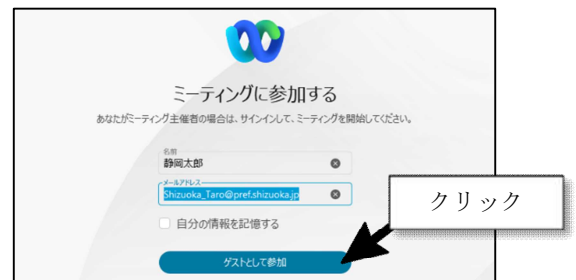 ミーティングに参加する
あなたがミーティング主催者の場合は、サインインして、ミーティングを開始してください。
名前
静岡太郎
メールアドレス
Shizuoka_Taro@pref.shizuoka.jp
自分の情報を記憶する
クリック
ゲストとして参加